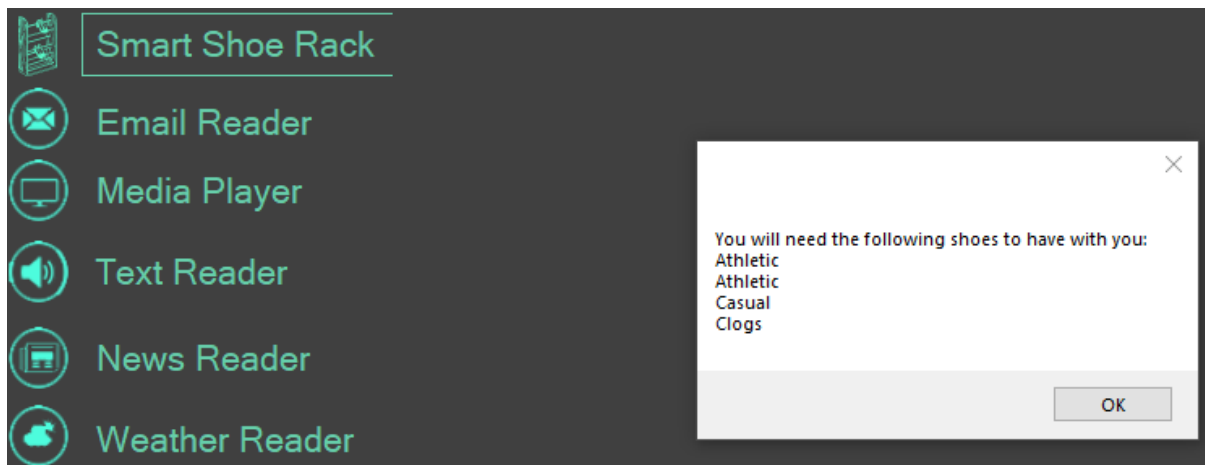 Smart Shoe Rack
Email Reader
Media Player
Text Reader
News Reader
Weather Reader
You will need the following shoes to have with you:
Athletic
Athletic
Casual
Clogs
OK